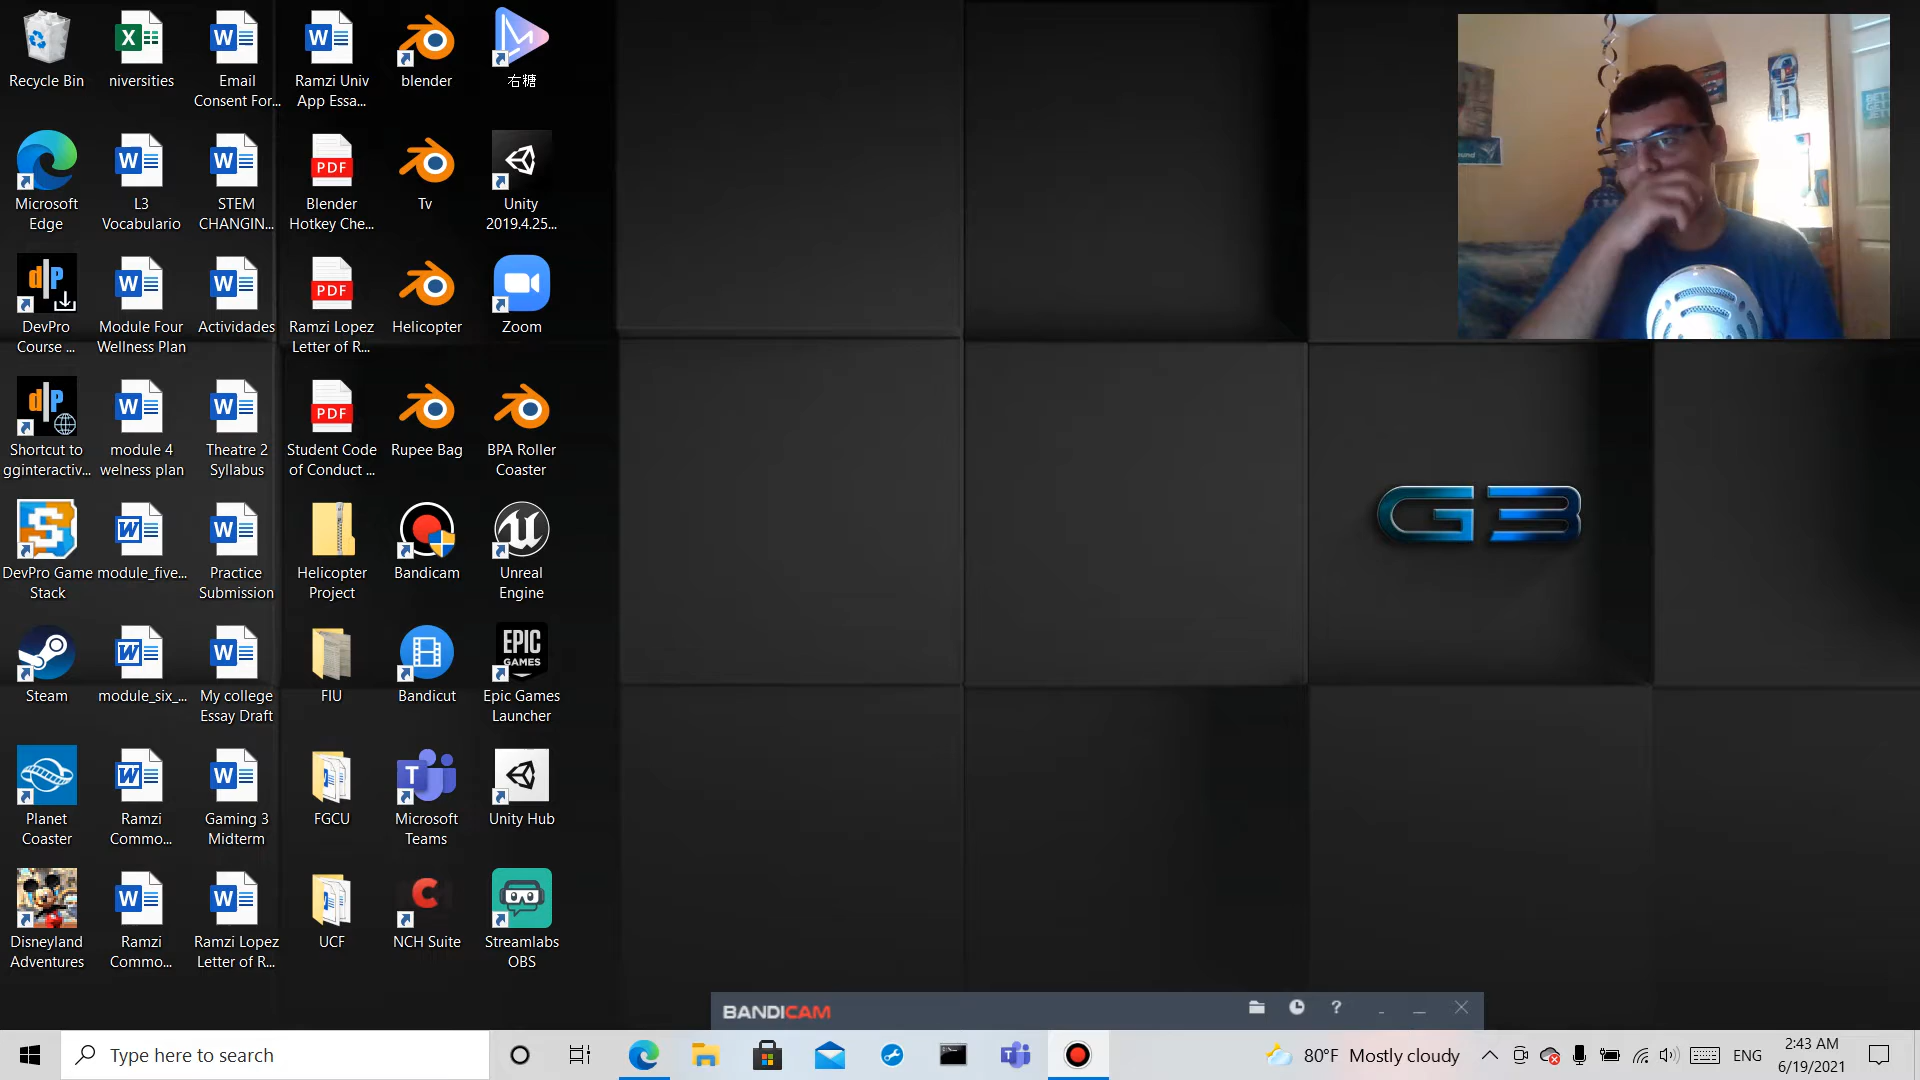 Recycle Bin
niversities
Email
Consent For...
Ramzi Univ
App Essa...
blender
右糖
Microsoft
Edge
L3
Vocabulario
STEM
CHANGIN...
Blender
Hotkey Che...
Tv
Unity
2019.4.25...
DevPro
Course ...
Module Four
Wellness Plan
Actividades
Ramzi Lopez
Letter of R...
Helicopter
Zoom
Shortcut to
gginteractiv...
module 4
welness plan
Theatre 2
Syllabus
Student Code
of Conduct ...
Rupee Bag
BPA Roller
Coaster
DevPro Game
Stack
module_five...
Practice
Submission
Helicopter
Project
Bandicam
Unreal
Engine
Steam
module_six_...
My college
Essay Draft
FIU
Bandicut
EPIC
GAMES
Epic Games
Launcher
Planet
Coaster
Ramzi
Commo...
Gaming 3
Midterm
FGCU
Microsoft
Teams
Unity Hub
Disneyland
Adventures
Ramzi
Commo...
Ramzi Lopez
Letter of R...
UCF
NCH Suite
Streamlabs
OBS
PDF
PDF
PDF
G3
BANDICAM
Type here to search
80°F Mostly cloudy
ENG
2:43 AM
6/19/2021